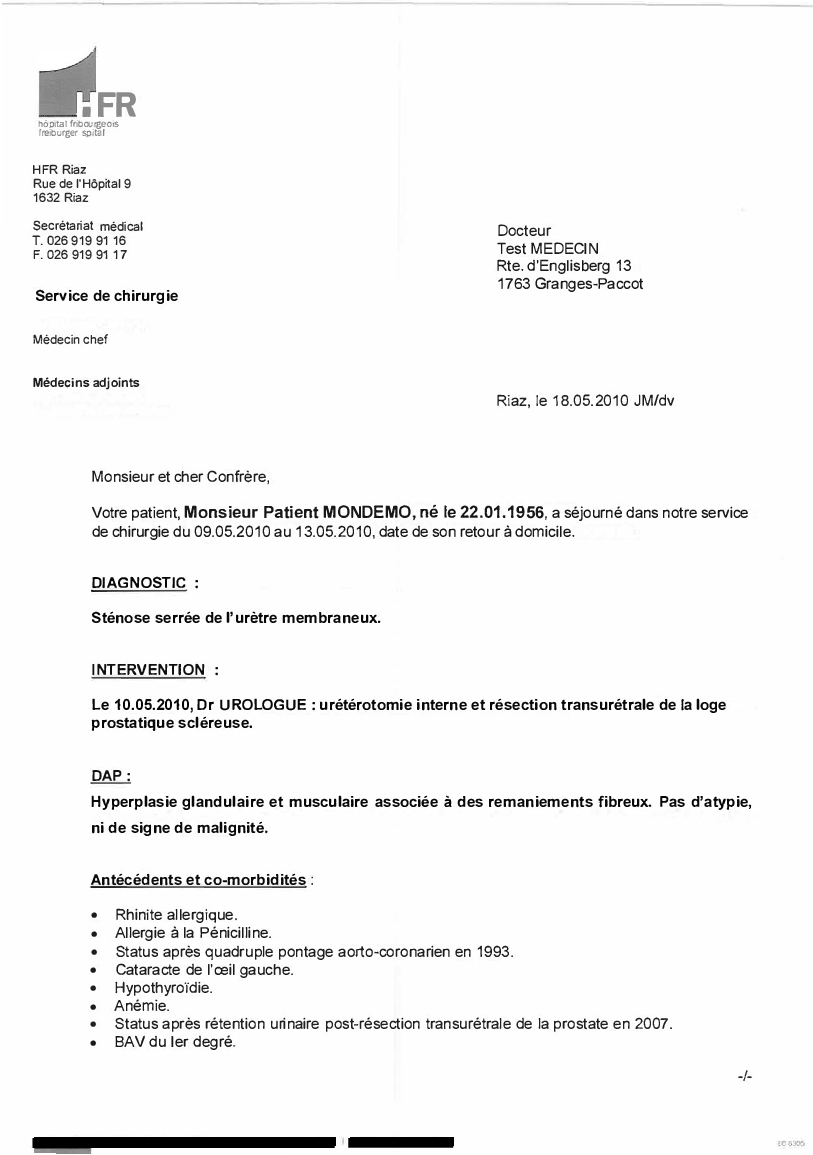 HFR
hôpital fribourgeois
freiburger spital
HFR Riaz
Rue de l'Hôpital 9
1632 Riaz
Secrétariat médical
T. 026 919 91 16
F. 026 919 91 17
Service de chirurgie
Médecin chef
Médecins adjoints
Docteur
Test MEDECIN
Rte. d'Englisberg 13
1763 Granges-Paccot
Riaz, le 18.05.2010 JM/dv
Monsieur et cher Confrère,
Votre patient, Monsieur Patient MONDEMO, né le 22.01.1956, a séjourné dans notre service
de chirurgie du 09.05.2010 au 13.05.2010, date de son retour à domicile.
DIAGNOSTIC :
Sténose serrée de l'urètre membraneux.
INTERVENTION :
Le 10.05.2010, Dr UROLOGUE : urétérotomie interne et résection transurétrale de la loge
prostatique scléreuse.
DAP :
Hyperplasie glandulaire et musculaire associée à des remaniements fibreux. Pas d'atypie,
ni de signe de malignité.
Antécédents et co-morbidités :
• Rhinite allergique.
• Allergie à la Pénicilline.
• Status après quadruple pontage aorto-coronarien en 1993.
• Cataracte de l'œil gauche.
• Hypothyroïdie.
• Anémie.
• Status après rétention urinaire post-résection transurétrale de la prostate en 2007.
• BAV du Ier degré.
-/-